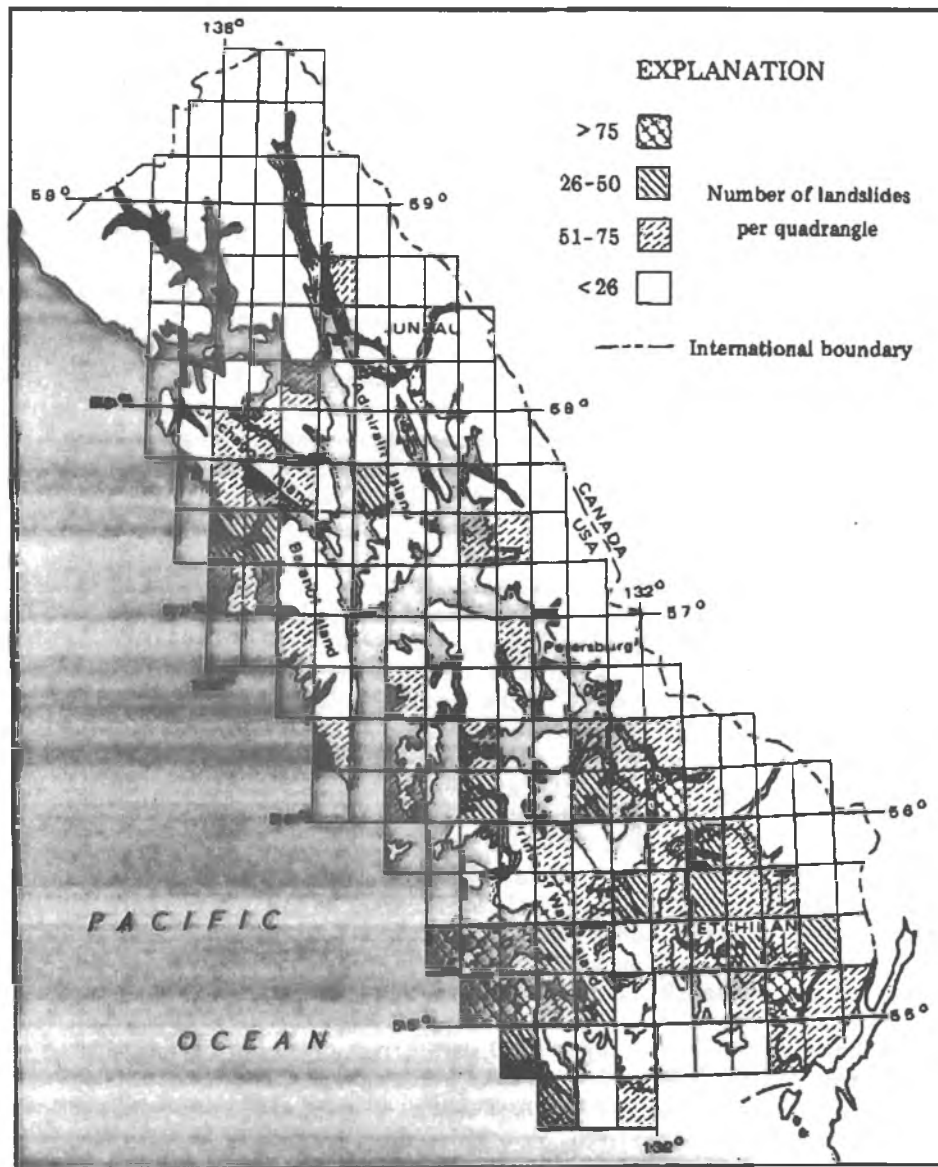 138°
EXPLANATION
>75
26-50
51-75
<26
Number of landslides
per quadrangle
International boundary
58°
59°
JUNEAU
58°
Admiralty
Island
CANADA
USA
Baranof
Island
132°
57°
Petersburg
56°
PACIFIC
KETCHIKAN
55°
55°
OCEAN
132°